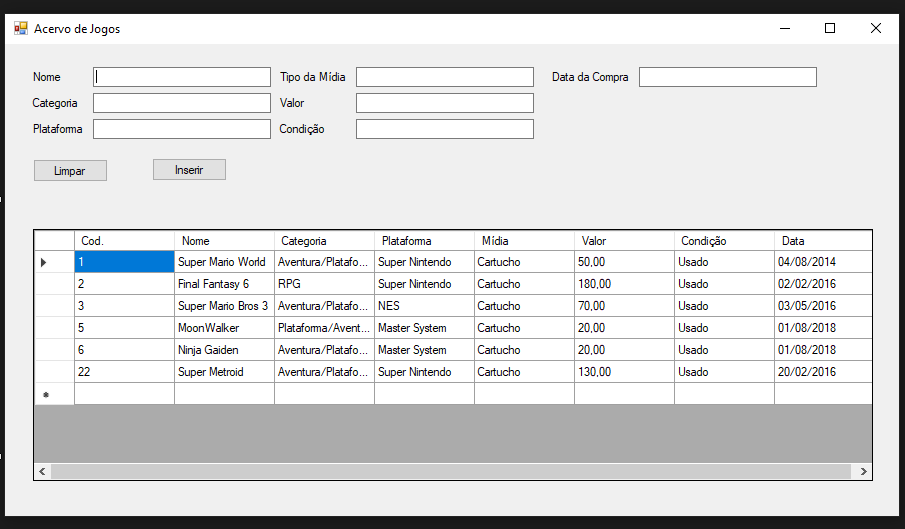 Acervo de Jogos
Nome Tipo da Mídia Data da Compra
Categoria Valor
Plataforma Condição
Limpar Inserir
Cod. Nome Categoria Plataforma Mídia Valor Condição Data
1 Super Mario World Aventura/Platafo... Super Nintendo Cartucho 50,00 Usado 04/08/2014
2 Final Fantasy 6 RPG Super Nintendo Cartucho 180,00 Usado 02/02/2016
3 Super Mario Bros 3 Aventura/Platafo... NES Cartucho 70,00 Usado 03/05/2016
5 MoonWalker Plataforma/Avent... Master System Cartucho 20,00 Usado 01/08/2018
6 Ninja Gaiden Aventura/Platafo... Master System Cartucho 20,00 Usado 01/08/2018
22 Super Metroid Aventura/Platafo... Super Nintendo Cartucho 130,00 Usado 20/02/2016